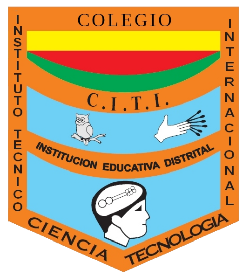 COLEGIO
INSTITUTO TECNICO
INTERNACIONAL
C.I.T.I.
INSTITUCION EDUCATIVA DISTRITAL
CIENCIA TECNOLOGIA